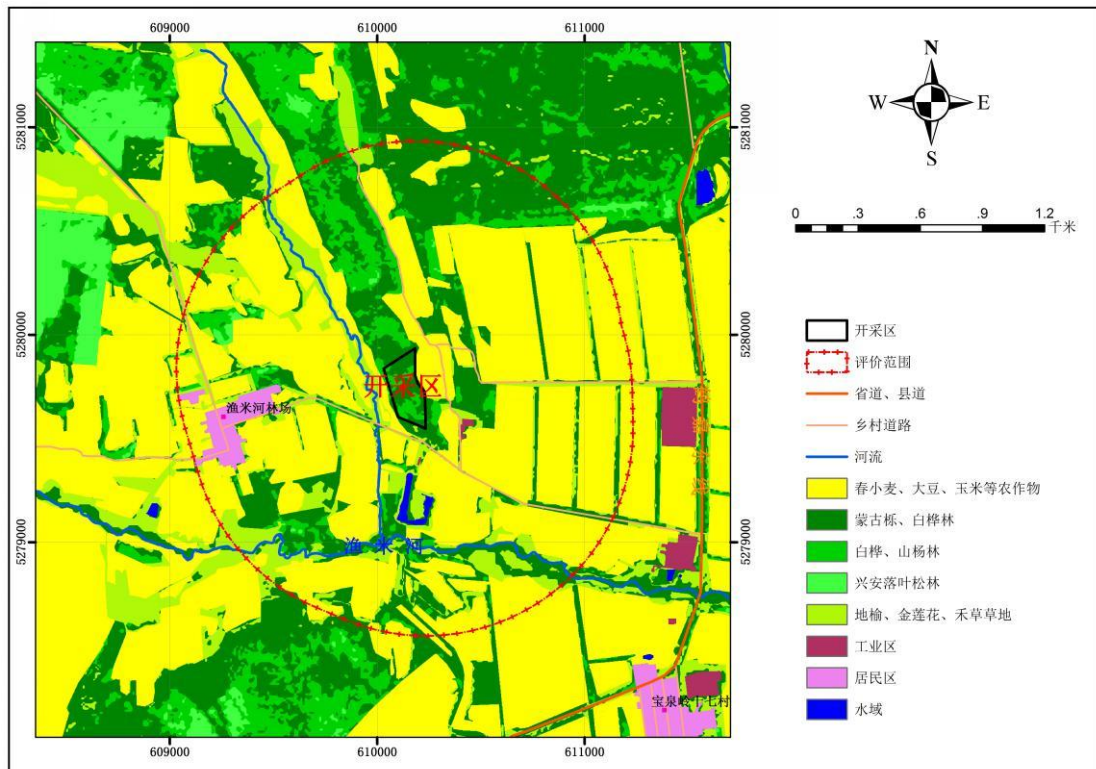 609000
610000
611000
5281000
5281000
5280000
5280000
5279000
5279000
609000
610000
611000
开采区
渔米河林场
渔 米 河
宝泉岭十七村
N
W
E
S
0
.3
.6
.9
1.2
千米
开采区
评价范围
省道、县道
乡村道路
河流
春小麦、大豆、玉米等农作物
蒙古栎、白桦林
白桦、山杨林
兴安落叶松林
地榆、金莲花、禾草草地
工业区
居民区
水域